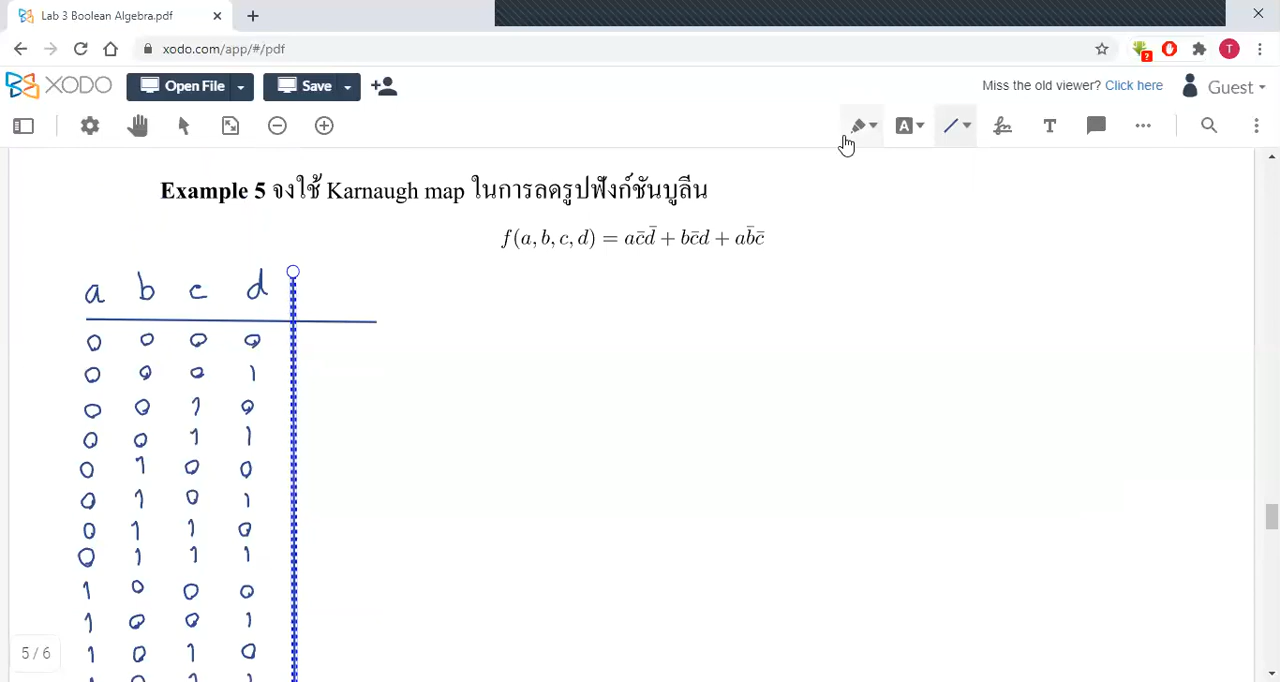 Lab 3 Boolean Algebra.pdf
xodo.com/app/#/pdf
T
XODO Open File Save Miss the old viewer? Click here Guest
A T
Example 5 จงใช้ Karnaugh map ในการลดรูปฟังก์ชันบูลีน
f(a, b, c, d) = ac̄d̄ + bc̄d + ab̄c̄
a b c d
0 0 0 0
0 0 0 1
0 0 1 0
0 0 1 1
0 1 0 0
0 1 0 1
0 1 1 0
0 1 1 1
1 0 0 0
1 0 0 1
1 0 1 0
5 / 6